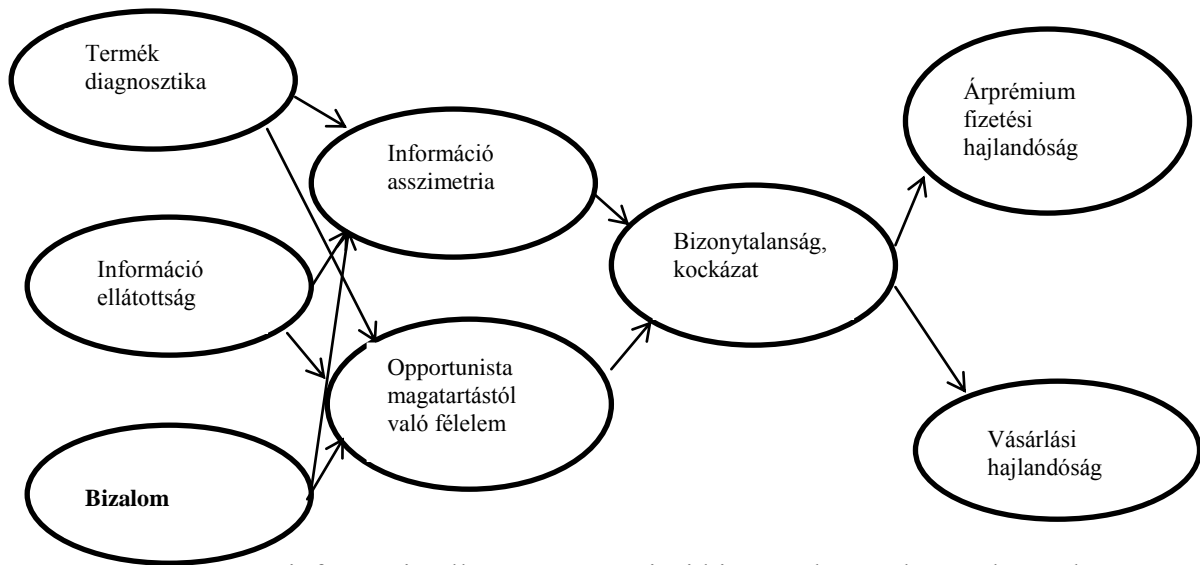 Termék
diagnosztika
Információ
ellátottság
Bizalom
Információ
asszimetria
Opportunista
magatartástól
való félelem
Bizonytalanság,
kockázat
Árprémium
fizetési
hajlandóság
Vásárlási
hajlandóság